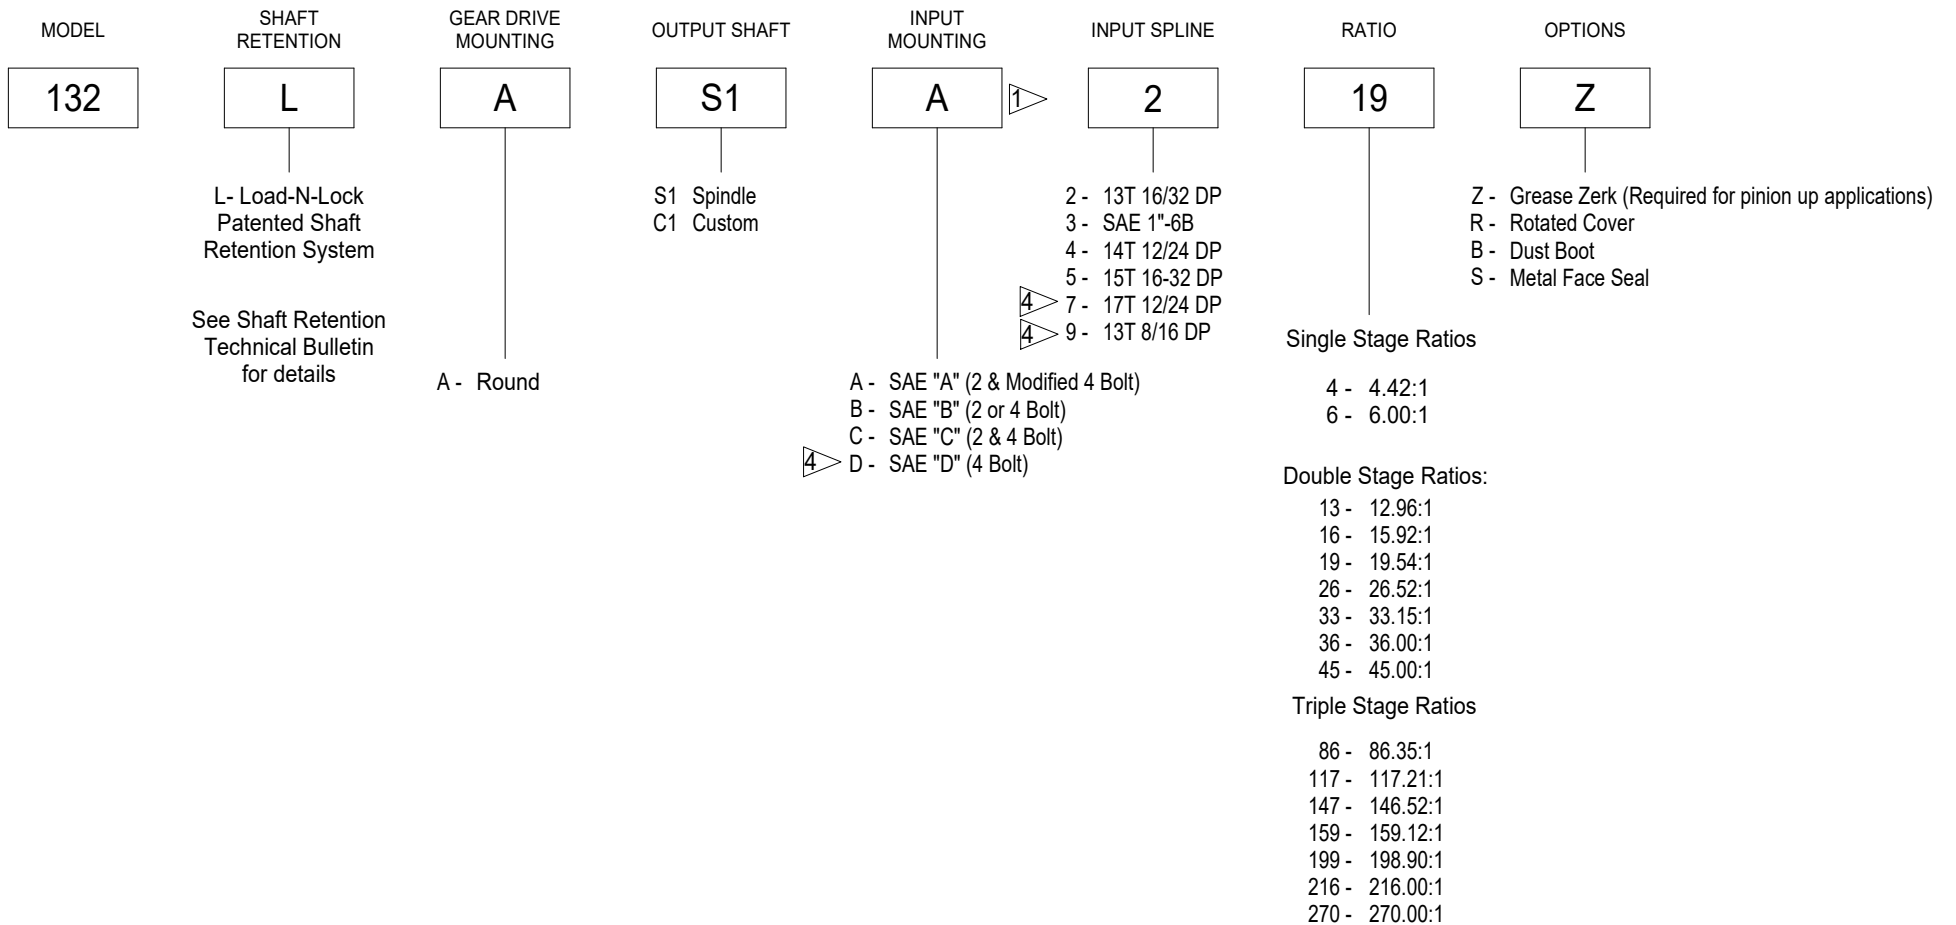 MODEL
SHAFT
RETENTION
GEAR DRIVE
MOUNTING
OUTPUT SHAFT
INPUT
MOUNTING
INPUT SPLINE
RATIO
OPTIONS
132
L
A
S1
A
1
2
19
Z
L- Load-N-Lock
Patented Shaft
Retention System
See Shaft Retention
Technical Bulletin
for details
A - Round
S1 Spindle
C1 Custom
A - SAE "A" (2 & Modified 4 Bolt)
B - SAE "B" (2 or 4 Bolt)
C - SAE "C" (2 & 4 Bolt)
4 D - SAE "D" (4 Bolt)
2 - 13T 16/32 DP
3 - SAE 1"-6B
4 - 14T 12/24 DP
5 - 15T 16-32 DP
4 7 - 17T 12/24 DP
4 9 - 13T 8/16 DP
Single Stage Ratios
4 - 4.42:1
6 - 6.00:1
Double Stage Ratios:
13 - 12.96:1
16 - 15.92:1
19 - 19.54:1
26 - 26.52:1
33 - 33.15:1
36 - 36.00:1
45 - 45.00:1
Triple Stage Ratios
86 - 86.35:1
117 - 117.21:1
147 - 146.52:1
159 - 159.12:1
199 - 198.90:1
216 - 216.00:1
270 - 270.00:1
Z - Grease Zerk (Required for pinion up applications)
R - Rotated Cover
B - Dust Boot
S - Metal Face Seal